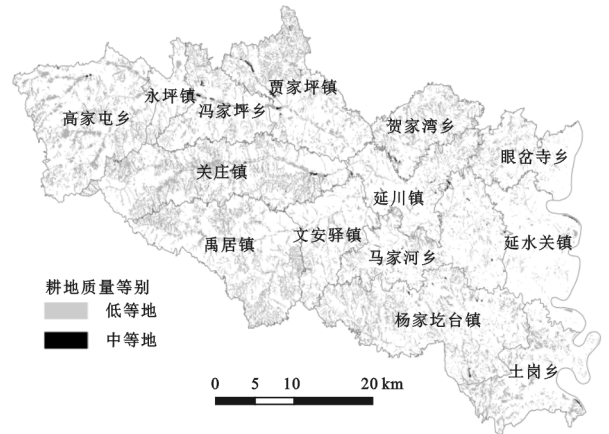 贾家坪镇
永坪镇
高家屯乡
冯家坪乡
贺家湾乡
眼岔寺乡
关庄镇
延川镇
禹居镇
文安驿镇
延水关镇
马家河乡
杨家圪台镇
土岗乡
耕地质量等别
低等地
中等地
0 5 10 20 km